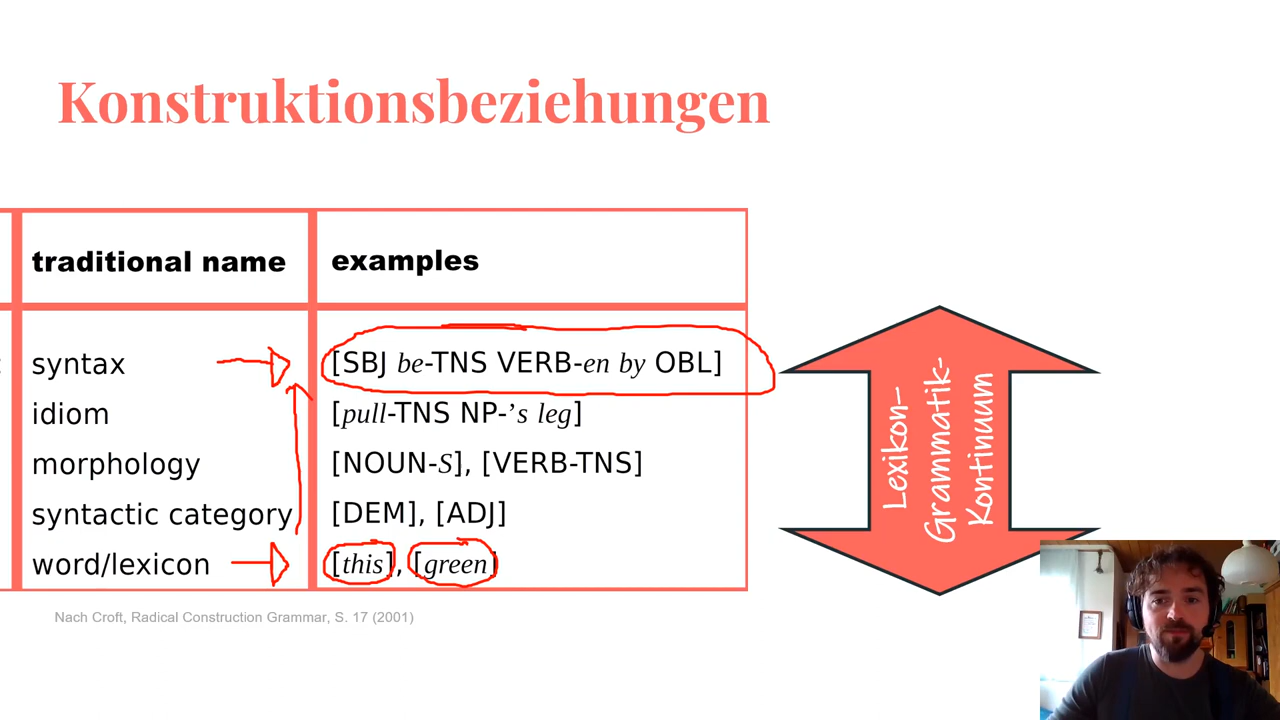 Konstruktionsbeziehungen
traditional name
examples
syntax
[SBJ be-TNS VERB-en by OBL]
idiom
[pull-TNS NP-’s leg]
morphology
[NOUN-S], [VERB-TNS]
syntactic category
[DEM], [ADJ]
word/lexicon
[this], [green]
Lexikon–
Grammatik-
Kontinuum
Nach Croft, Radical Construction Grammar, S. 17 (2001)